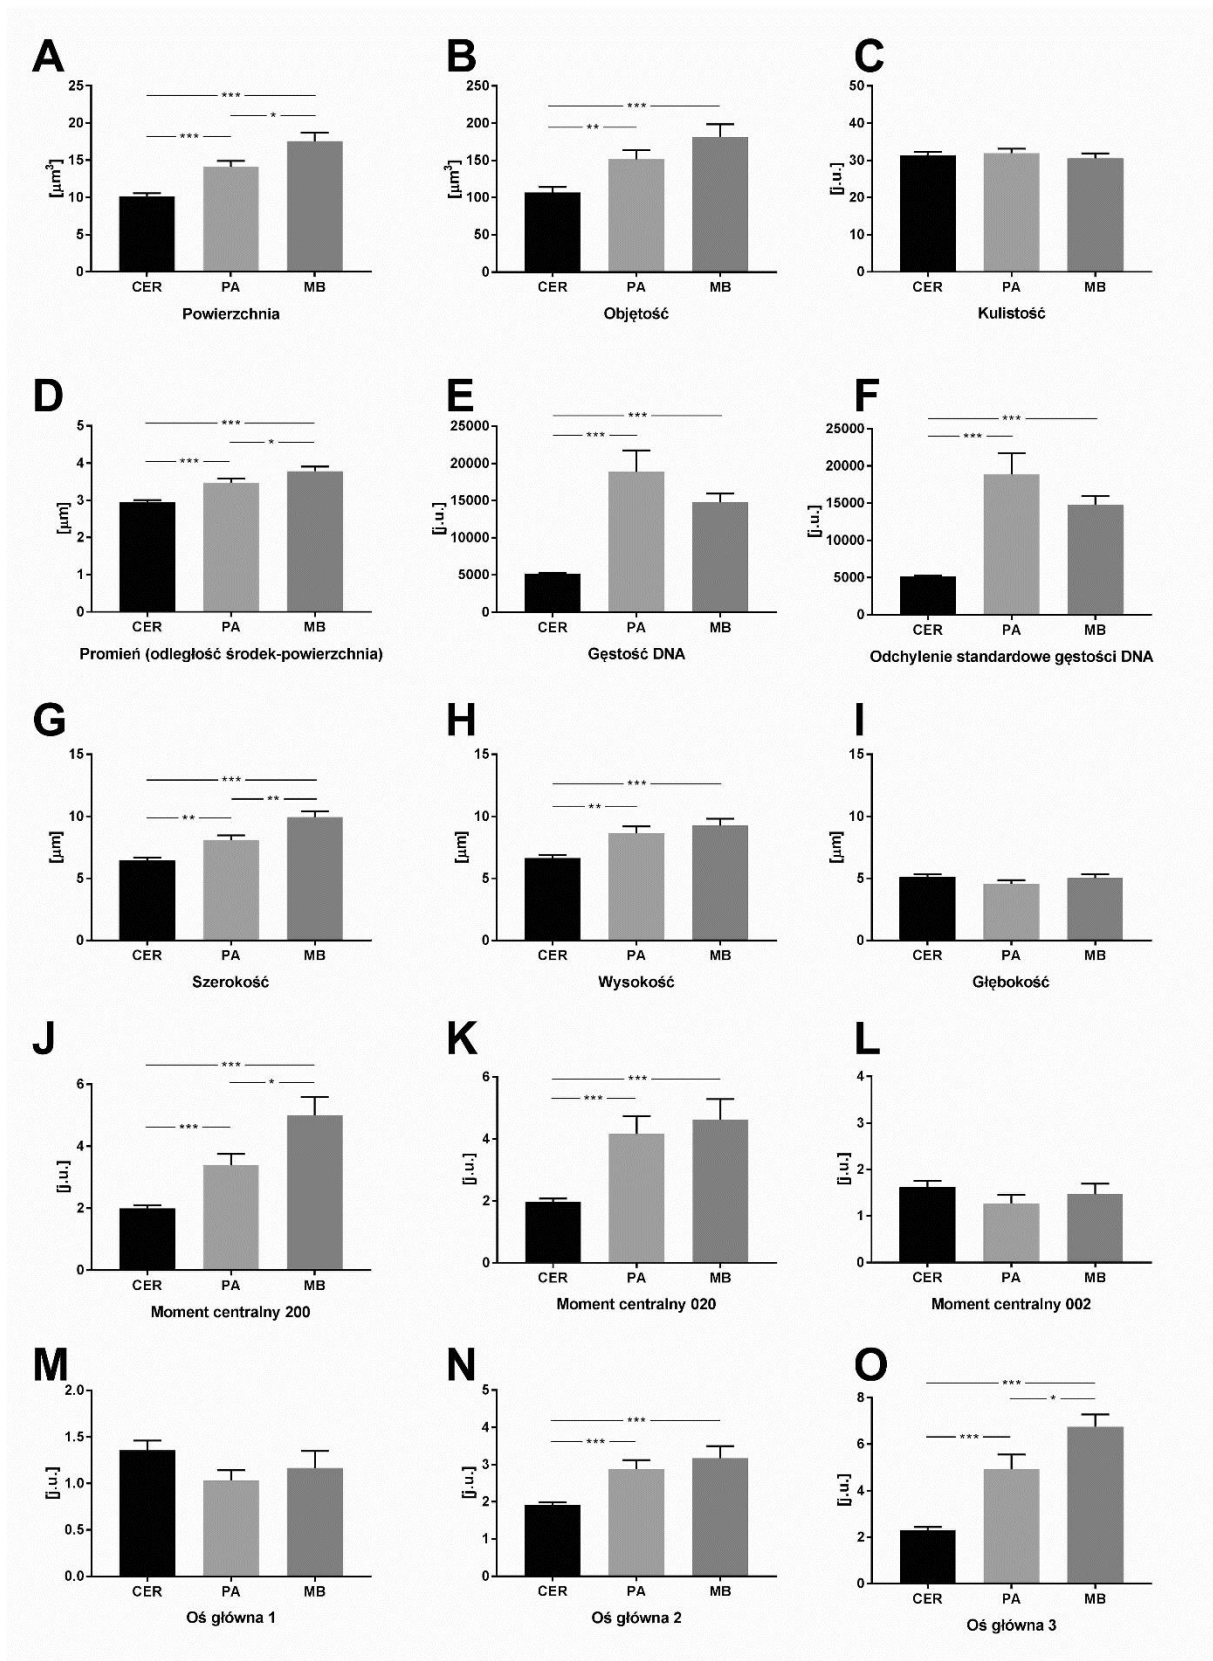 A
25
20
15
10
5
0
[µm³]
***
***
*
CER PA MB
Powierzchnia
B
250
200
150
100
50
0
[µm³]
***
**
CER PA MB
Objętość
C
50
40
30
20
10
0
[j.u.]
CER PA MB
Kulistość
D
5
4
3
2
1
0
[µm]
***
*
***
CER PA MB
Promień (odległość środek-powierzchnia)
E
25000
20000
15000
10000
5000
0
[j.u.]
***
***
CER PA MB
Gęstość DNA
F
25000
20000
15000
10000
5000
0
[j.u.]
***
***
CER PA MB
Odchylenie standardowe gęstości DNA
G
15
10
5
0
[µm]
***
**
**
CER PA MB
Szerokość
H
15
10
5
0
[µm]
***
**
CER PA MB
Wysokość
I
15
10
5
0
[µm]
CER PA MB
Głębokość
J
6
4
2
0
[j.u.]
***
*
***
CER PA MB
Moment centralny 200
K
6
4
2
0
[j.u.]
***
***
CER PA MB
Moment centralny 020
L
4
3
2
1
0
[j.u.]
CER PA MB
Moment centralny 002
M
2.0
1.5
1.0
0.5
0.0
[j.u.]
CER PA MB
Oś główna 1
N
5
4
3
2
1
0
[j.u.]
***
***
CER PA MB
Oś główna 2
O
8
6
4
2
0
[j.u.]
***
*
***
CER PA MB
Oś główna 3